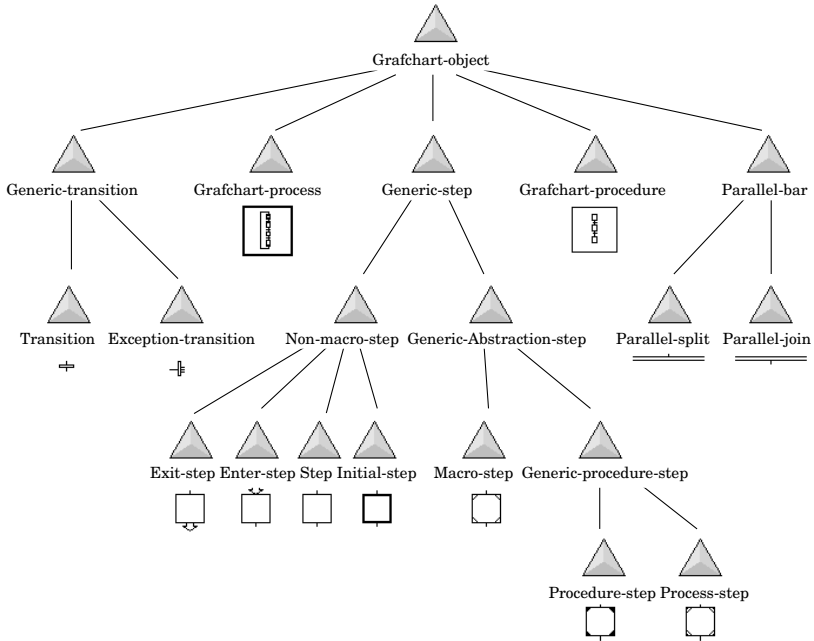 Grafchart-object
Generic-transition Grafchart-process Generic-step Grafchart-procedure Parallel-bar
Transition Exception-transition Non-macro-step Generic-Abstraction-step Parallel-split Parallel-join
Exit-step Enter-step Step Initial-step Macro-step Generic-procedure-step
Procedure-step Process-step